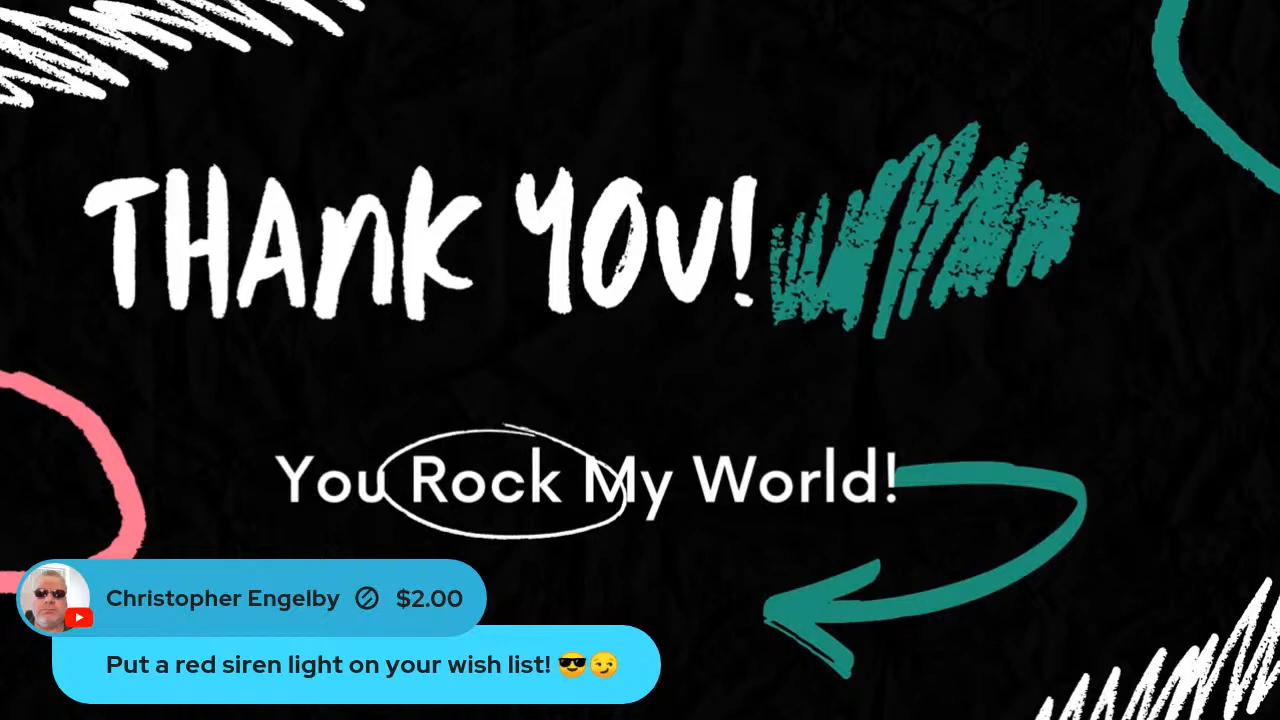 THANK YOU!
You Rock My World!
Christopher Engelby $2.00
Put a red siren light on your wish list! 😎😏